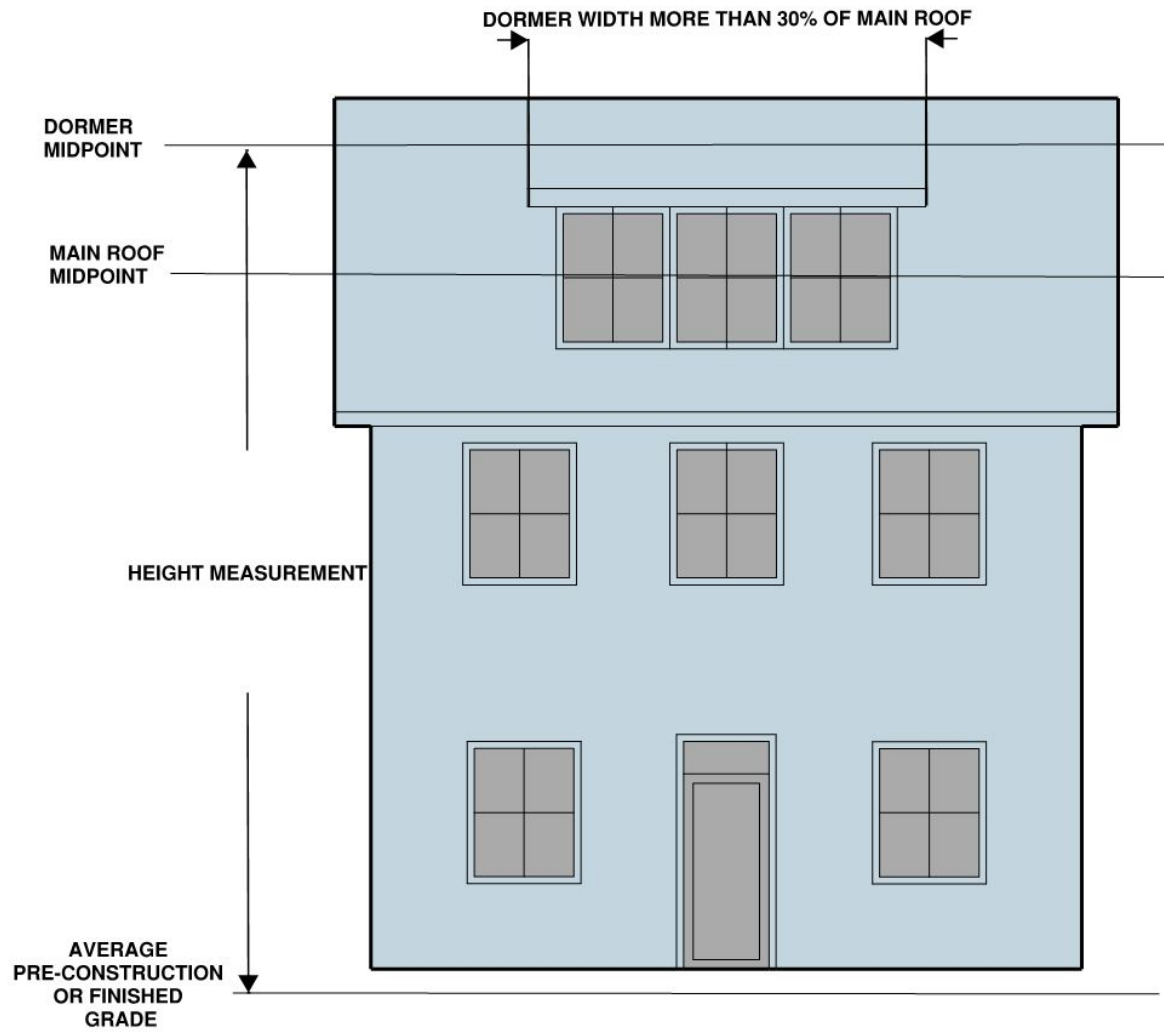 DORMER WIDTH MORE THAN 30% OF MAIN ROOF
DORMER
MIDPOINT
MAIN ROOF
MIDPOINT
HEIGHT MEASUREMENT
AVERAGE
PRE-CONSTRUCTION
OR FINISHED
GRADE